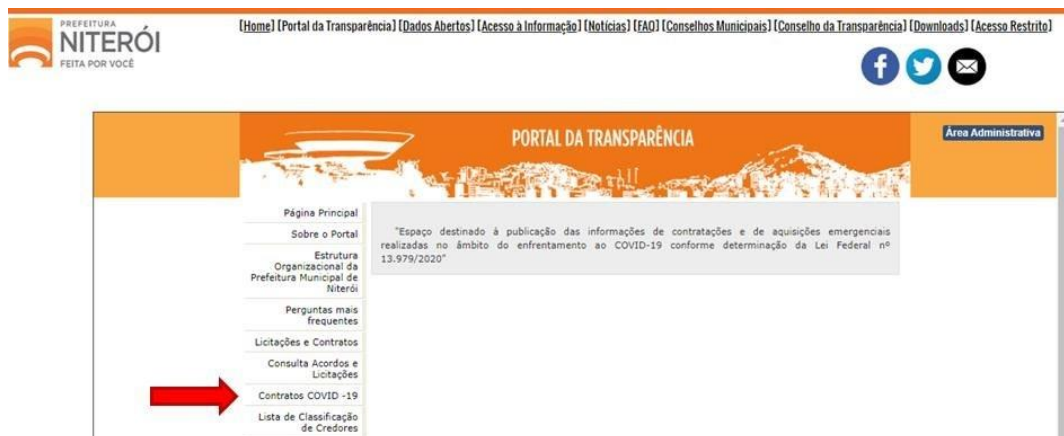 PREFEITURA
NITERÓI
FEITA POR VOCÊ
[Home] [Portal da Transparência] [Dados Abertos] [Acesso à Informação] [Notícias] [FAQ] [Conselhos Municipais] [Conselho da Transparência] [Downloads] [Acesso Restrito]
PORTAL DA TRANSPARÊNCIA
Área Administrativa
Página Principal
Sobre o Portal
Estrutura
Organizacional da
Prefeitura Municipal de
Niterói
Perguntas mais
frequentes
Licitações e Contratos
Consulta Acordos e
Licitações
Contratos COVID -19
Lista de Classificação
de Credores
"Espaço destinado à publicação das informações de contratações e de aquisições emergenciais
realizadas no âmbito do enfrentamento ao COVID-19 conforme determinação da Lei Federal nº
13.979/2020"